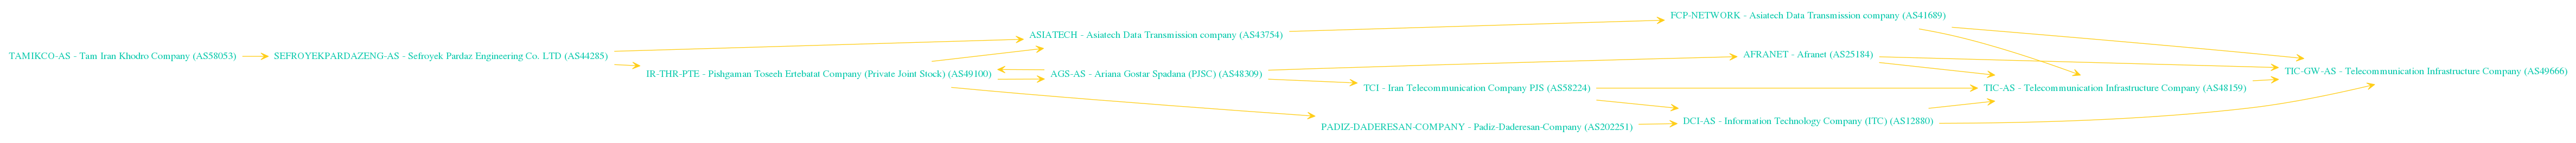 TAMIKCO-AS - Tam Iran Khodro Company (AS58053)
SEFROYEKPARDAZENG-AS - Sefroyek Pardaz Engineering Co. LTD (AS44285)
IR-THR-PTE - Pishgaman Toseeh Ertebatat Company (Private Joint Stock) (AS49100)
ASIATECH - Asiatech Data Transmission company (AS43754)
AGS-AS - Ariana Gostar Spadana (PJSC) (AS48309)
TCI - Iran Telecommunication Company PJS (AS58224)
PADIZ-DADERESAN-COMPANY - Padiz-Daderesan-Company (AS202251)
FCP-NETWORK - Asiatech Data Transmission company (AS41689)
AFRANET - Afranet (AS25184)
DCI-AS - Information Technology Company (ITC) (AS12880)
TIC-AS - Telecommunication Infrastructure Company (AS48159)
TIC-GW-AS - Telecommunication Infrastructure Company (AS49666)